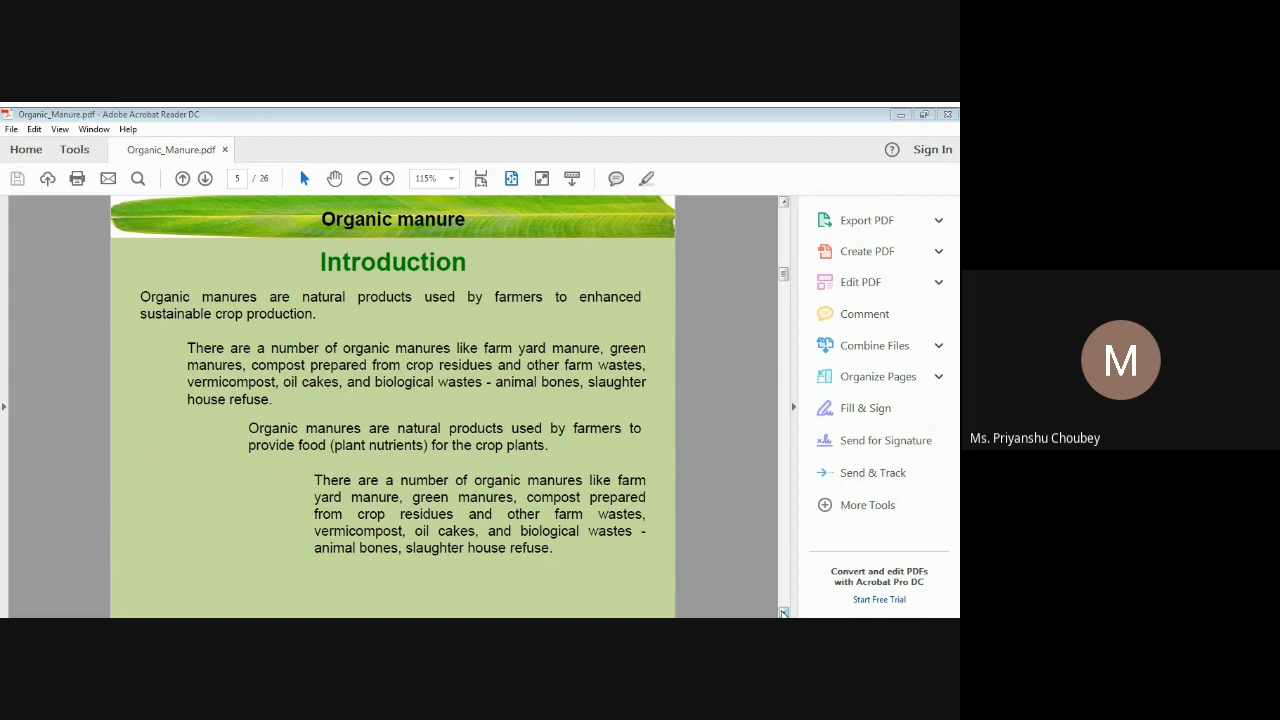 Organic_Manure.pdf - Adobe Acrobat Reader DC
File Edit View Window Help
Home Tools Organic_Manure.pdf × Sign In
5 / 26 115%
Organic manure
Introduction
Organic manures are natural products used by farmers to enhanced
sustainable crop production.
There are a number of organic manures like farm yard manure, green
manures, compost prepared from crop residues and other farm wastes,
vermicompost, oil cakes, and biological wastes - animal bones, slaughter
house refuse.
Organic manures are natural products used by farmers to
provide food (plant nutrients) for the crop plants.
There are a number of organic manures like farm
yard manure, green manures, compost prepared
from crop residues and other farm wastes,
vermicompost, oil cakes, and biological wastes -
animal bones, slaughter house refuse.
Export PDF
Create PDF
Edit PDF
Comment
Combine Files
Organize Pages
Fill & Sign
Send for Signature
Send & Track
More Tools
Convert and edit PDFs
with Acrobat Pro DC
Start Free Trial
M
Ms. Priyanshu Choubey